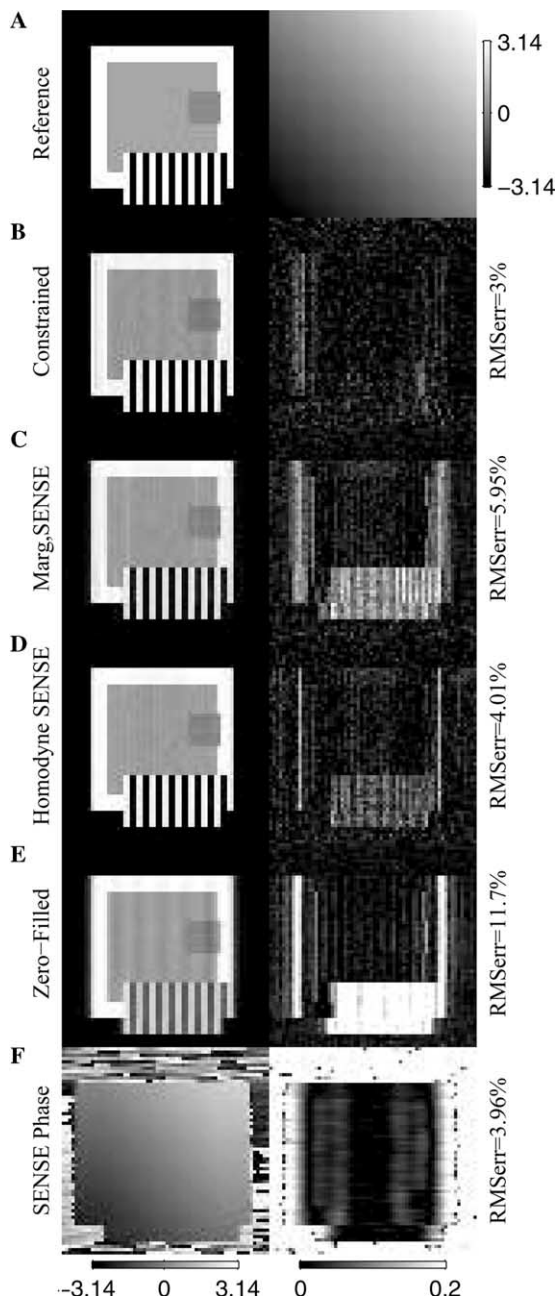 A
Reference
3.14
0
-3.14
B
Constrained
RMSerr=3%
C
Marg,SENSE
RMSerr=5.95%
D
Homodyne SENSE
RMSerr=4.01%
E
Zero-Filled
RMSerr=11.7%
F
SENSE Phase
RMSerr=3.96%
-3.14 0 3.14 0 0.2